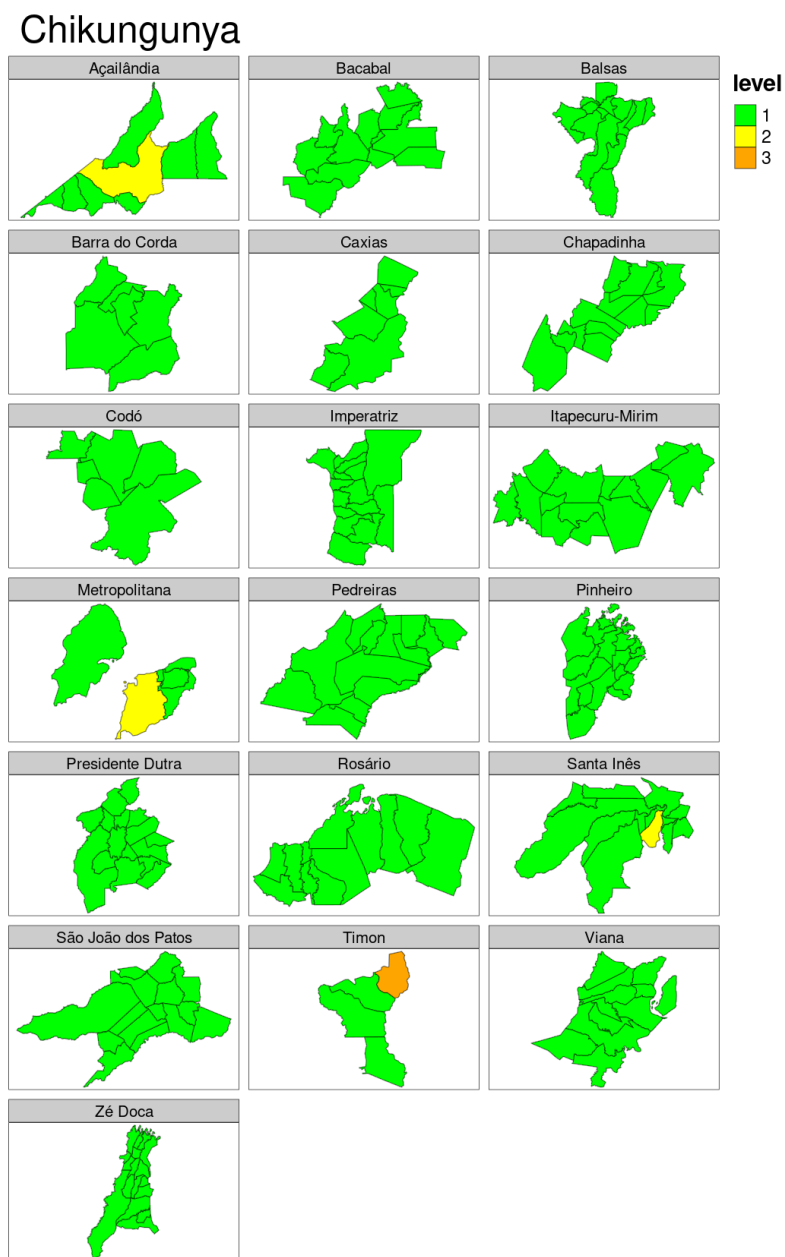 Chikungunya
Açailândia
Bacabal
Balsas
level
1
2
3
Barra do Corda
Caxias
Chapadinha
Codó
Imperatriz
Itapecuru-Mirim
Metropolitana
Pedreiras
Pinheiro
Presidente Dutra
Rosário
Santa Inês
São João dos Patos
Timon
Viana
Zé Doca